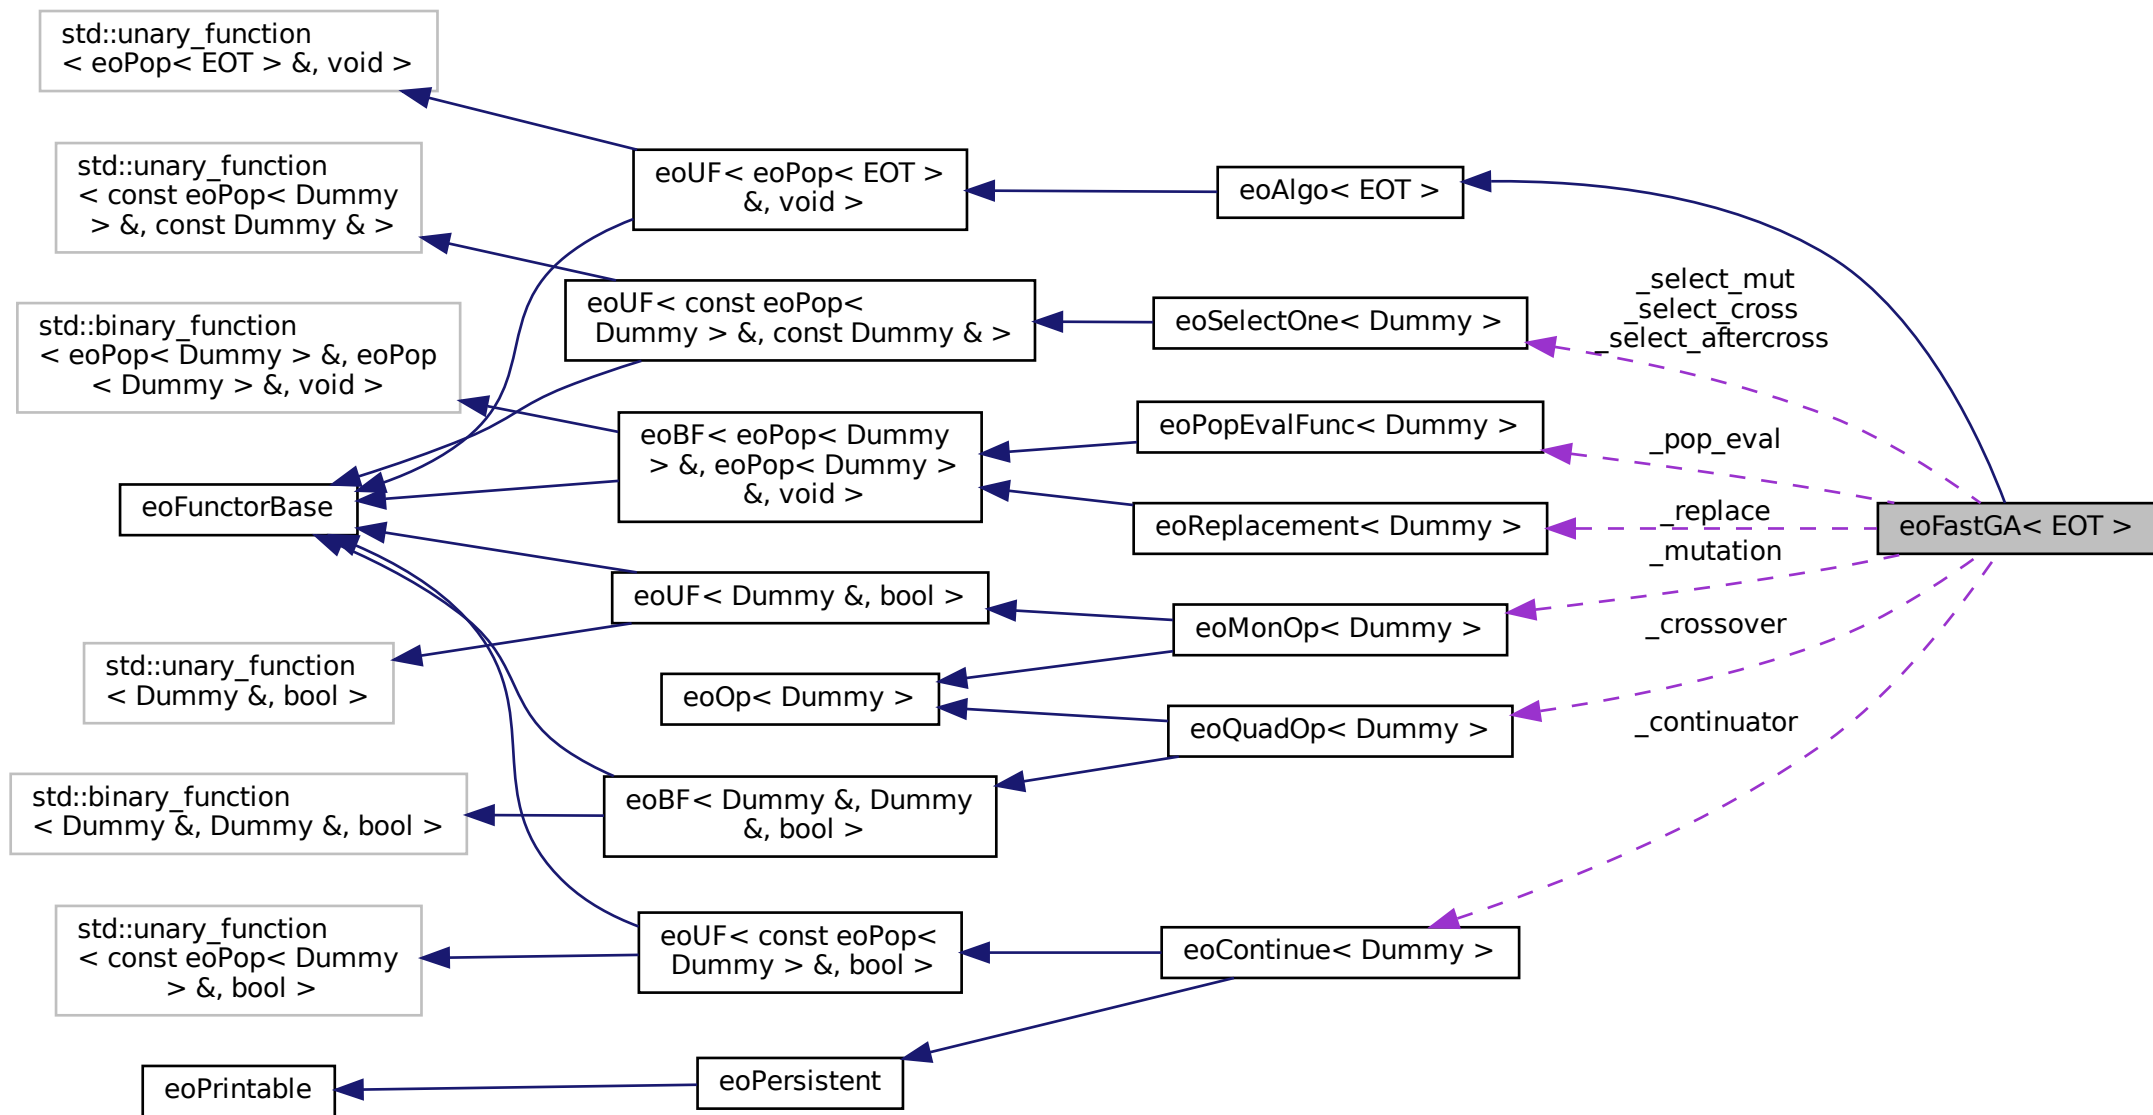 std::unary_function
< eoPop< EOT > &, void >
std::unary_function
< const eoPop< Dummy
> &, const Dummy & >
std::binary_function
< eoPop< Dummy > &, eoPop
< Dummy > &, void >
eoFunctorBase
std::unary_function
< Dummy &, bool >
std::binary_function
< Dummy &, Dummy &, bool >
std::unary_function
< const eoPop< Dummy
> &, bool >
eoPrintable
eoUF< eoPop< EOT >
&, void >
eoUF< const eoPop<
Dummy > &, const Dummy & >
eoBF< eoPop< Dummy
> &, eoPop< Dummy >
&, void >
eoUF< Dummy &, bool >
eoOp< Dummy >
eoBF< Dummy &, Dummy
&, bool >
eoUF< const eoPop<
Dummy > &, bool >
eoPersistent
eoAlgo< EOT >
eoSelectOne< Dummy >
eoPopEvalFunc< Dummy >
eoReplacement< Dummy >
eoMonOp< Dummy >
eoQuadOp< Dummy >
eoContinue< Dummy >
_select_mut
_select_cross
_select_aftercross
_pop_eval
_replace
_mutation
_crossover
_continuator
eoFastGA< EOT >